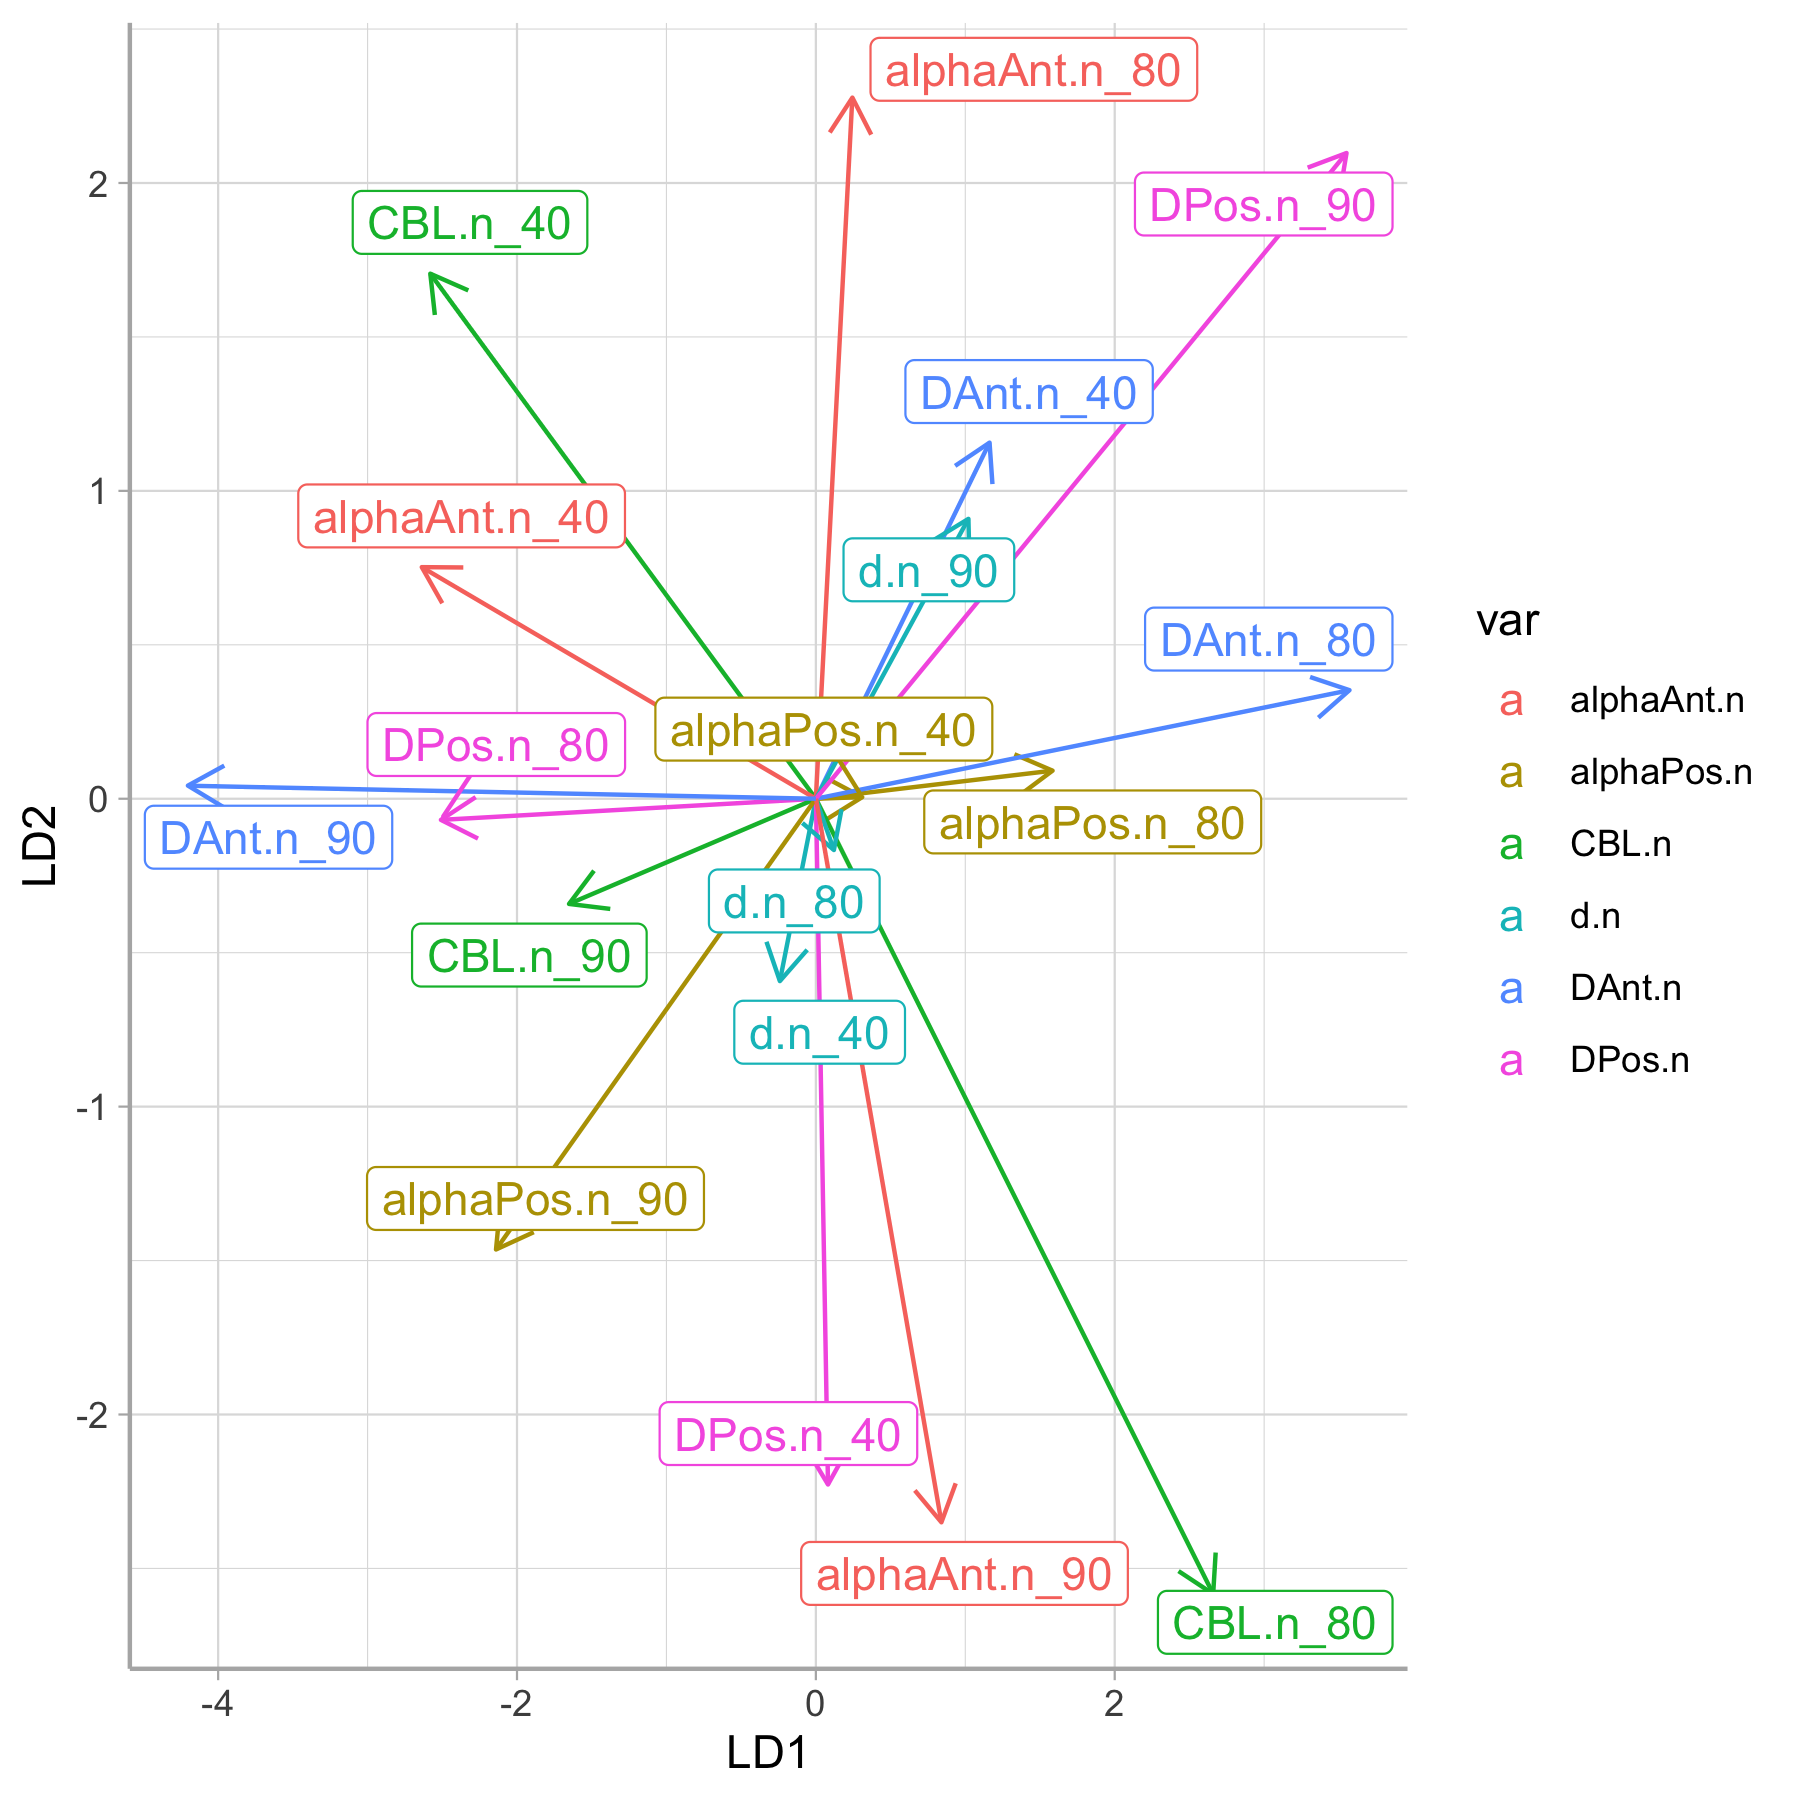 alphaAnt.n_80
DPos.n_90
CBL.n_40
DAnt.n_40
alphaAnt.n_40
d.n_90
DAnt.n_80
alphaPos.n_40
DPos.n_80
alphaPos.n_80
DAnt.n_90
d.n_80
CBL.n_90
d.n_40
alphaPos.n_90
DPos.n_40
alphaAnt.n_90
CBL.n_80
2
1
0
-1
-2
LD2
-4
-2
0
2
LD1
var
a alphaAnt.n
a alphaPos.n
a CBL.n
a d.n
a DAnt.n
a DPos.n